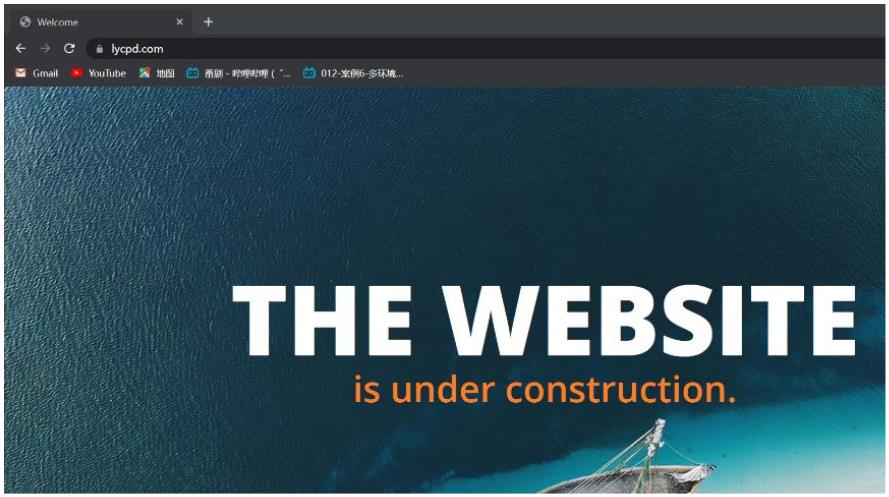 Welcome
lycpd.com
Gmail YouTube 地图 番剧 - 哔哩哔哩 ( ゜... 012-案例6-多环境...
THE WEBSITE
is under construction.